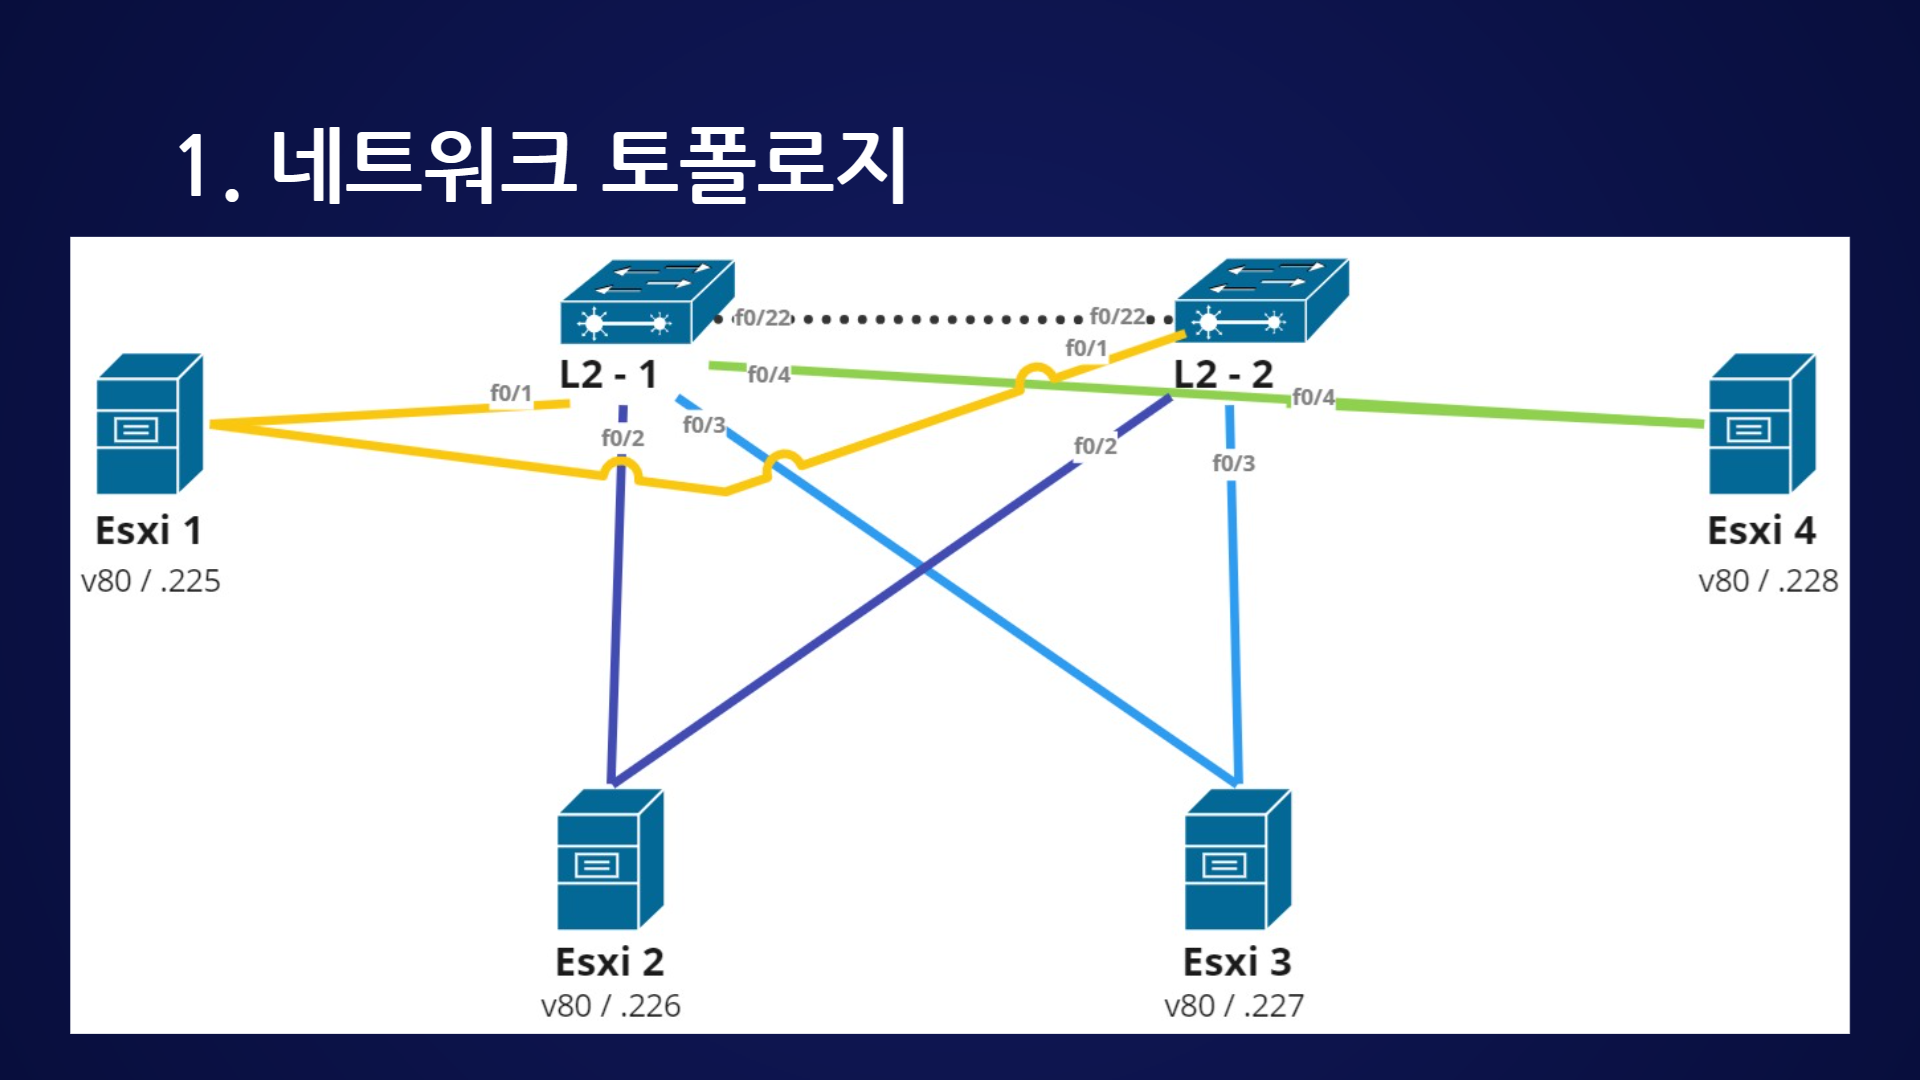 1. 네트워크 토폴로지
f0/22
f0/22
f0/1
L2 - 1
L2 - 2
f0/4
f0/1
f0/4
f0/3
f0/2
f0/2
f0/3
Esxi 1
v80 / .225
Esxi 4
v80 / .228
Esxi 2
v80 / .226
Esxi 3
v80 / .227